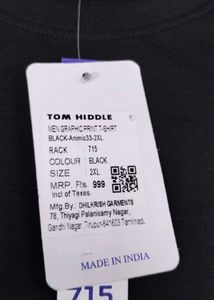 TOM HIDDLE
MEN GRAPHIC PRINT T-SHIRT
BLACK-Animic33-2XL
RACK : 715
COLOUR : BLACK
SIZE : 2XL
MRP. Rs. 999
Incl of Taxes.
Mfg.By: DHILKRISH GARMENTS
78, Thiyagi Palanisamy Nagar,
Gandhi Nagar, Tirupur-641603.Tamilnadu.
MADE IN INDIA
715